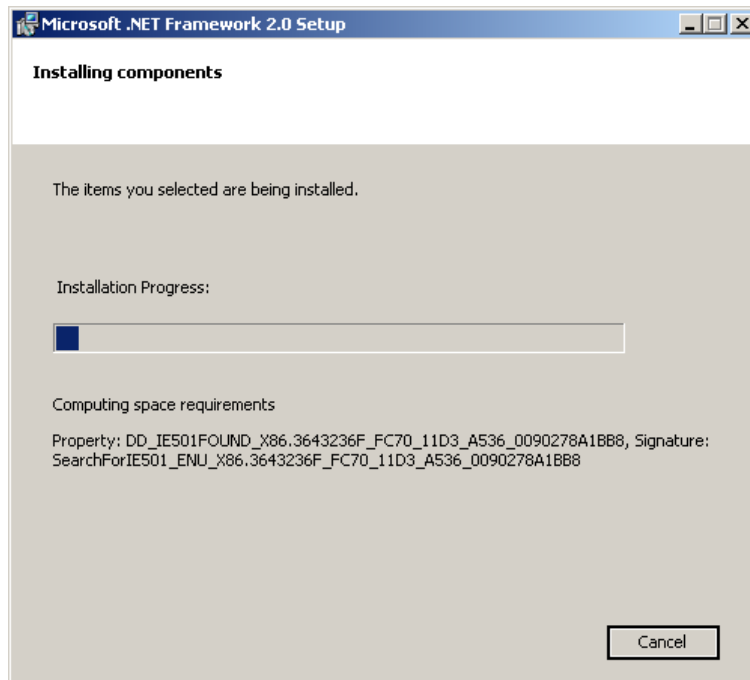 Microsoft .NET Framework 2.0 Setup
Installing components
The items you selected are being installed.
Installation Progress:
Computing space requirements
Property: DD_IE501FOUND_X86.3643236F_FC70_11D3_A536_0090278A1BB8, Signature:
SearchForIE501_ENU_X86.3643236F_FC70_11D3_A536_0090278A1BB8
Cancel